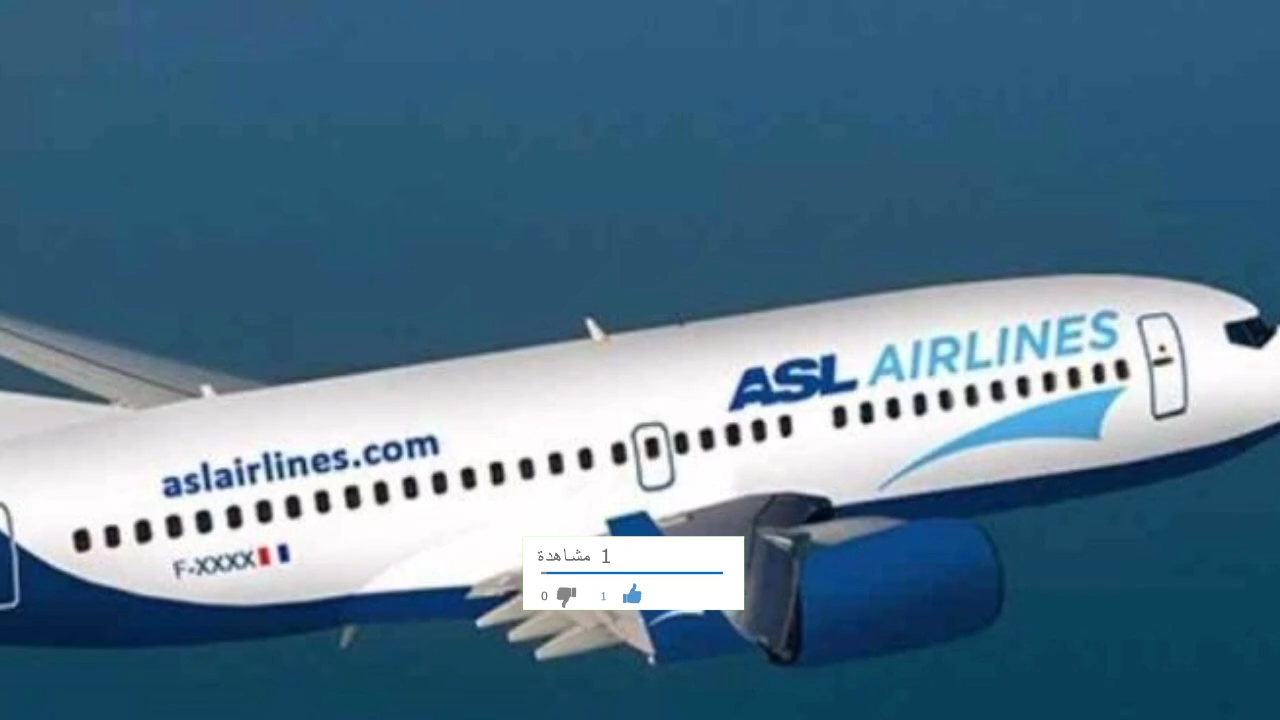 ASL AIRLINES
aslairlines.com
F-XXXX
1 مشاهدة
0 1